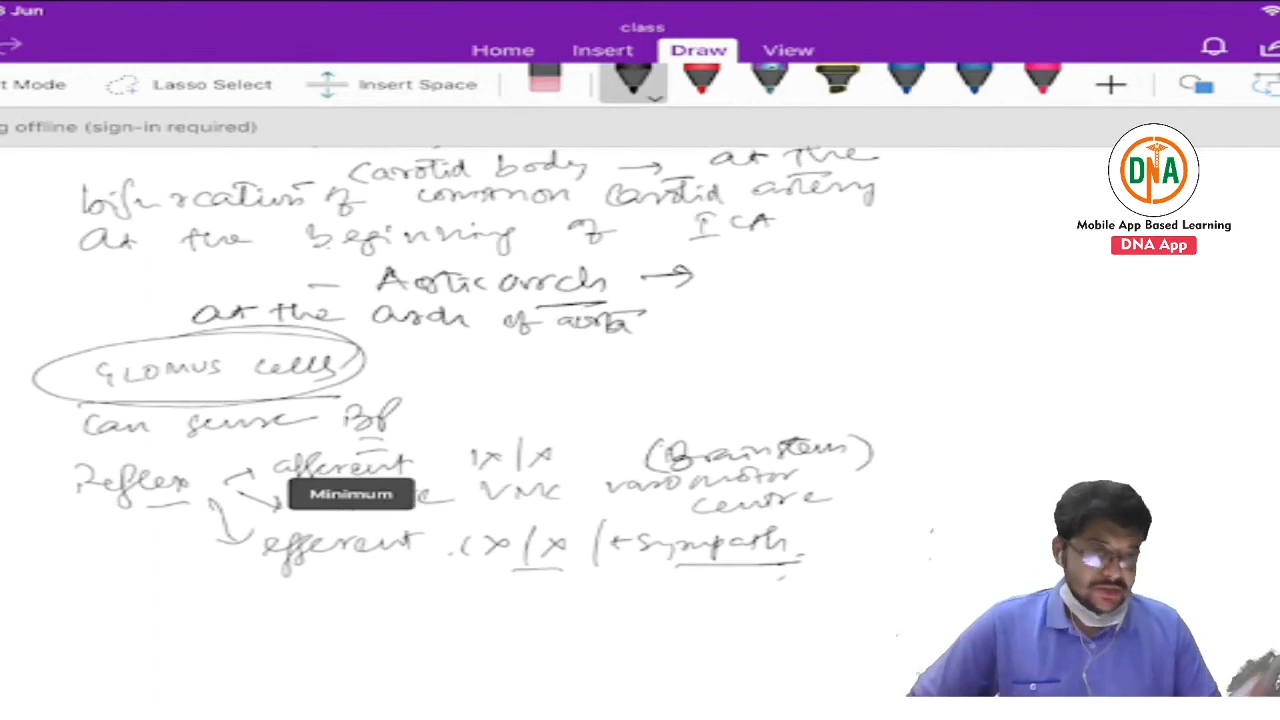 8 Jun
class
Home Insert Draw View
t Mode Lasso Select Insert Space
g offline (sign-in required)
DNA
Mobile App Based Learning
DNA App
carotid body → at the
bifurcation of common carotid artery
at the beginning of ICA
- Aortic arch →
at the arch of aorta
GLOMUS cells
can sense BP
Reflex afferent IX/X (Brainstem)
Minimum VMC vasomotor
centre
efferent IX/X (+ sympath.